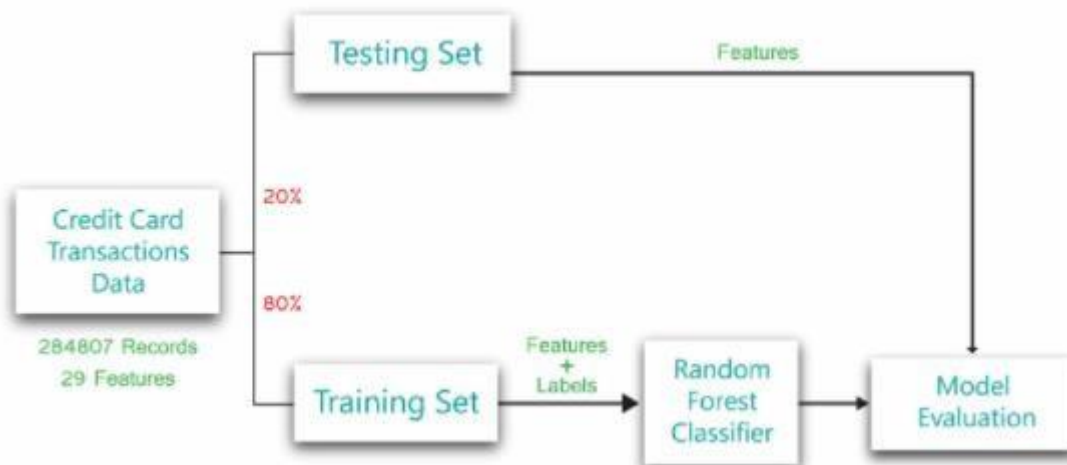 Testing Set
Features
20%
Credit Card
Transactions
Data
80%
284807 Records
29 Features
Features
+
Labels
Training Set
Random
Forest
Classifier
Model
Evaluation